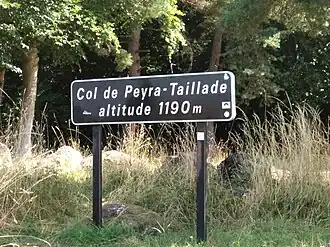 Col de Peyra-Taillade
altitude 1190 m